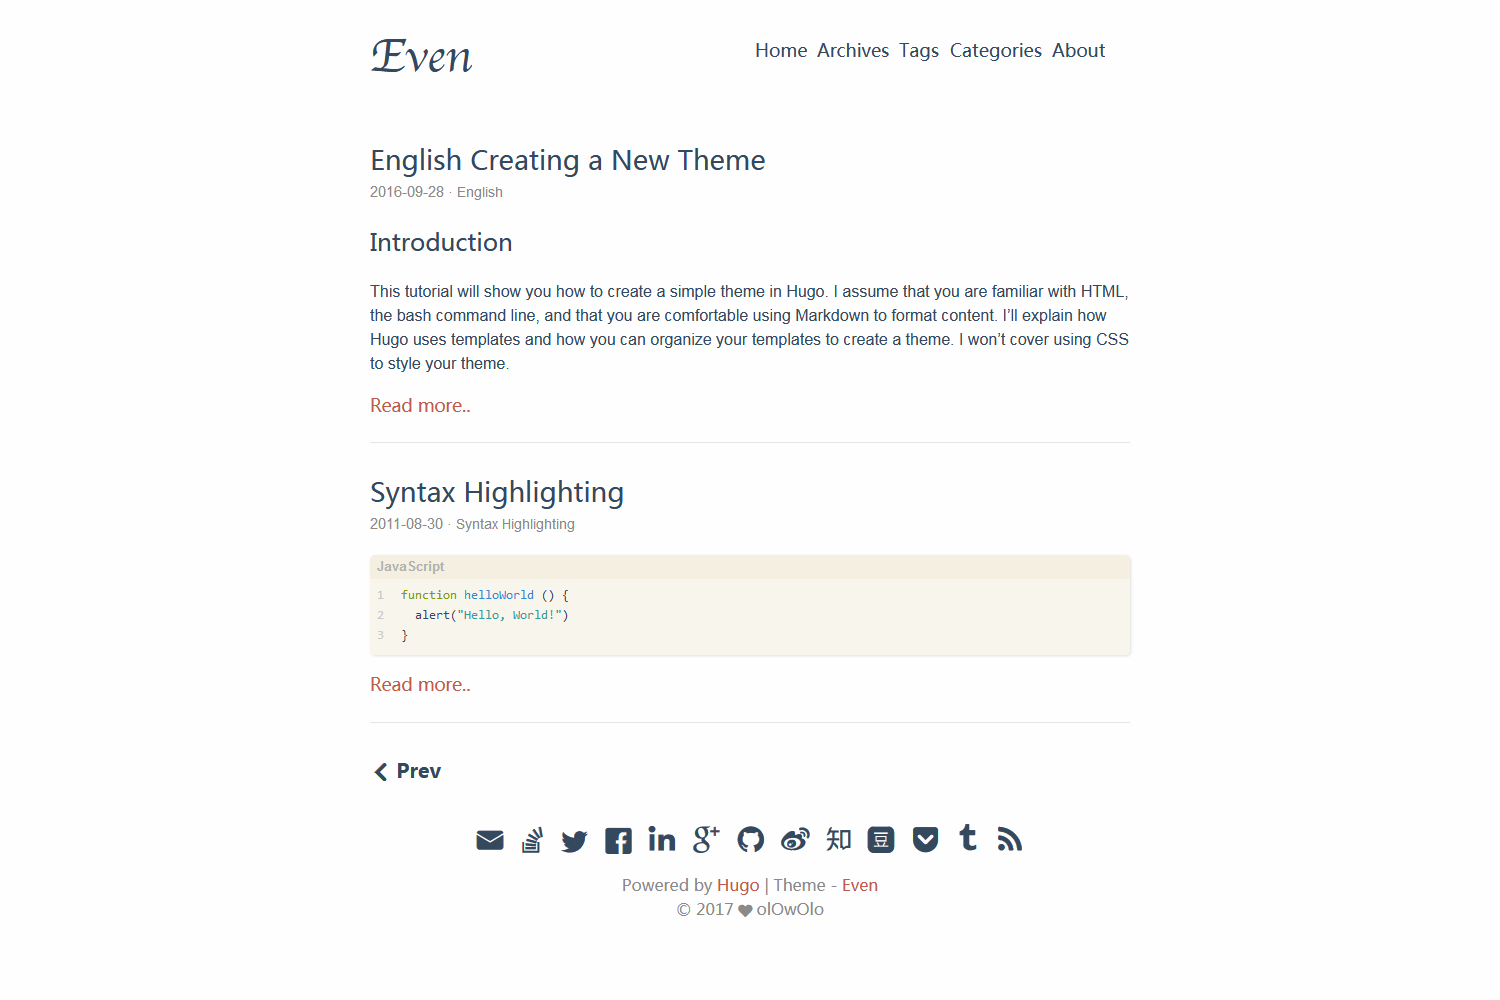 Even
Home Archives Tags Categories About
English Creating a New Theme
2016-09-28 · English
Introduction
This tutorial will show you how to create a simple theme in Hugo. I assume that you are familiar with HTML,
the bash command line, and that you are comfortable using Markdown to format content. I’ll explain how
Hugo uses templates and how you can organize your templates to create a theme. I won’t cover using CSS
to style your theme.
Read more..
Syntax Highlighting
2011-08-30 · Syntax Highlighting
JavaScript
1 function helloWorld () {
2   alert("Hello, World!")
3 }
Read more..
Prev
in g+ 知 豆 t
Powered by Hugo | Theme - Even
© 2017 olOwOlo